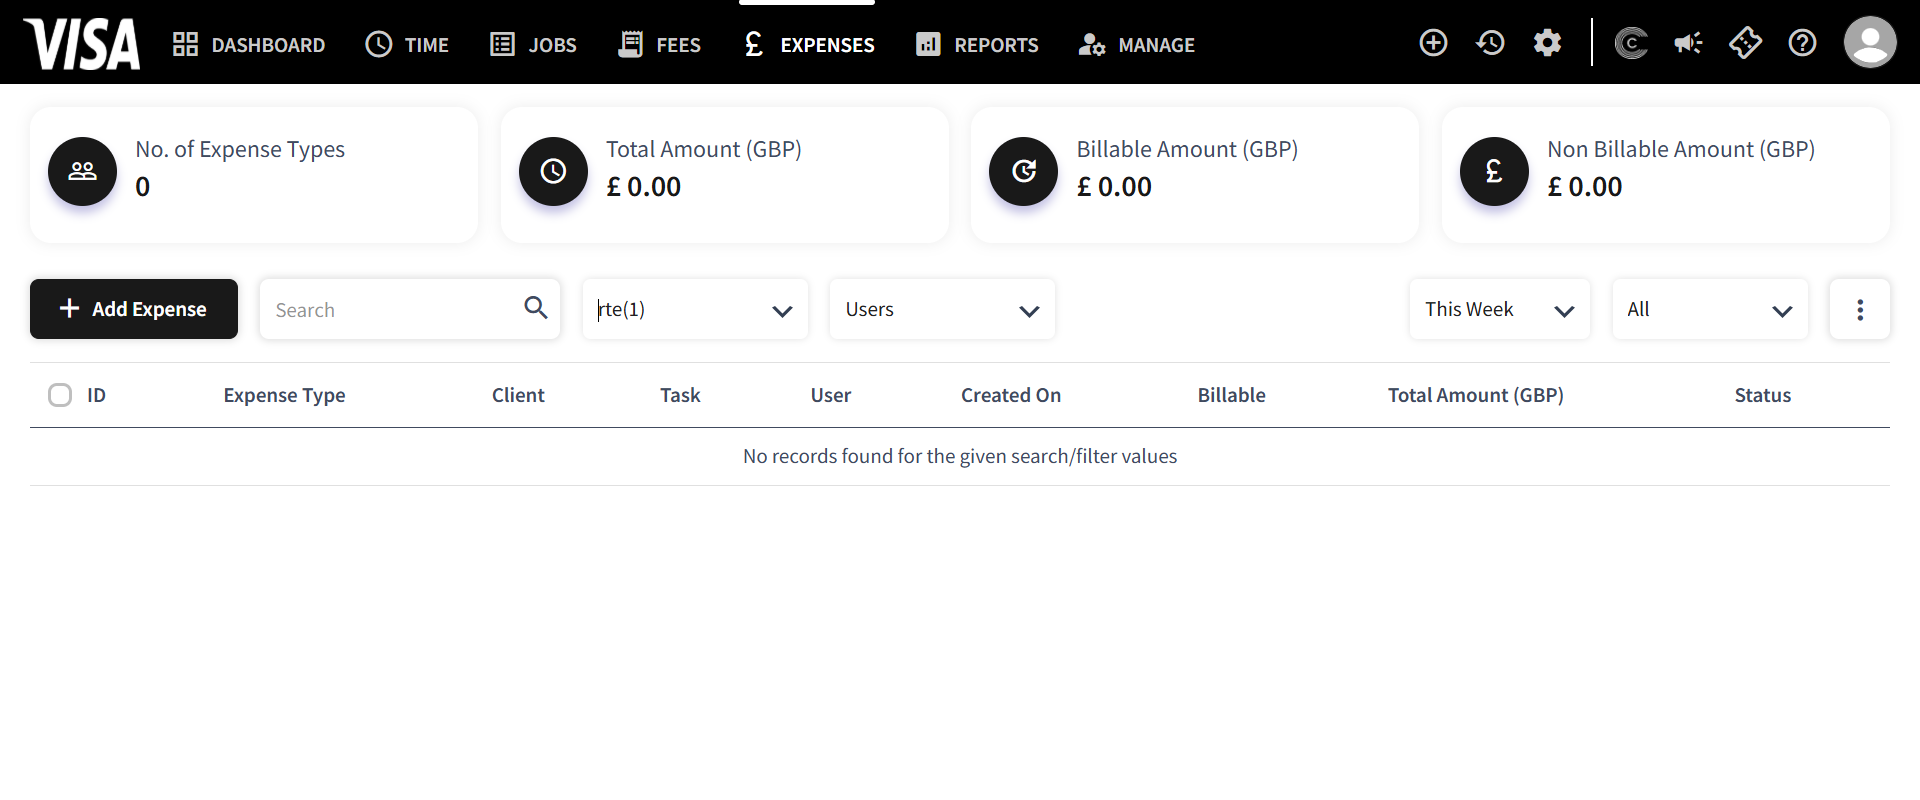 VISA
DASHBOARD
TIME
JOBS
FEES
£ EXPENSES
REPORTS
MANAGE
No. of Expense Types
0
Total Amount (GBP)
£ 0.00
Billable Amount (GBP)
£ 0.00
£
Non Billable Amount (GBP)
£ 0.00
+ Add Expense
Search
rte(1)
Users
This Week
All
ID Expense Type Client Task User Created On Billable Total Amount (GBP) Status
No records found for the given search/filter values